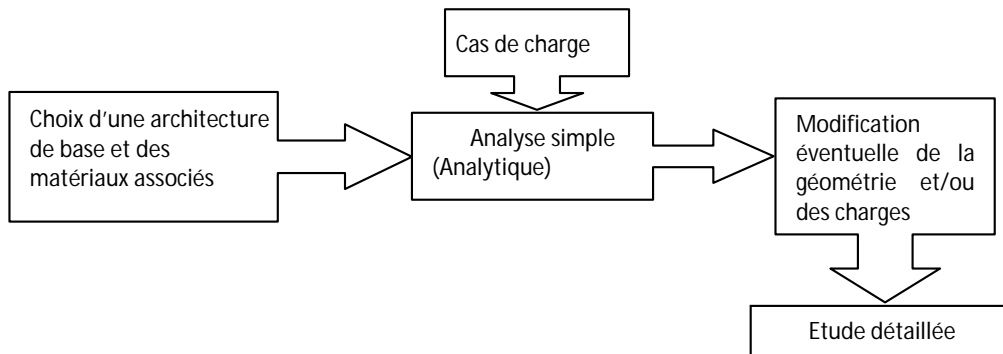 Cas de charge
Choix d'une architecture
de base et des
matériaux associés
Analyse simple
(Analytique)
Modification
éventuelle de la
géométrie et/ou
des charges
Etude détaillée